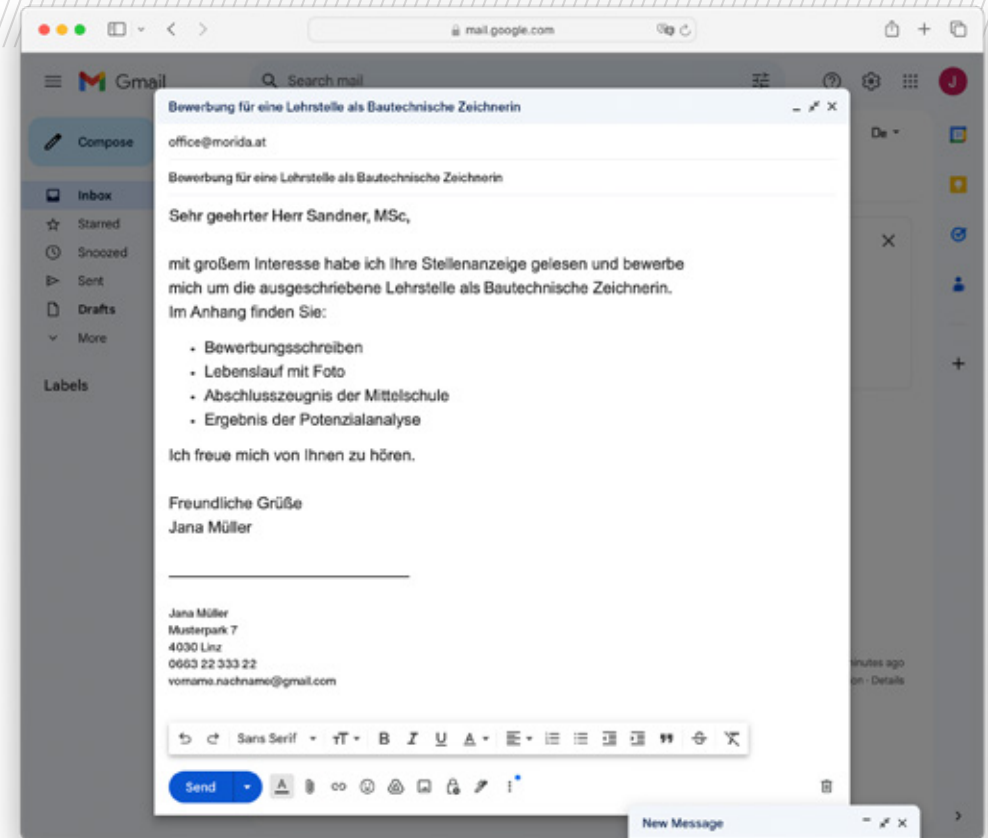 mail.google.com
Gmail
Search mail
Compose
Inbox
Starred
Snoozed
Sent
Drafts
More
Labels
De
Bewerbung für eine Lehrstelle als Bautechnische Zeichnerin
office@morida.at
Bewerbung für eine Lehrstelle als Bautechnische Zeichnerin
Sehr geehrter Herr Sandner, MSc,
mit großem Interesse habe ich Ihre Stellenanzeige gelesen und bewerbe
mich um die ausgeschriebene Lehrstelle als Bautechnische Zeichnerin.
Im Anhang finden Sie:
• Bewerbungsschreiben
• Lebenslauf mit Foto
• Abschlusszeugnis der Mittelschule
• Ergebnis der Potenzialanalyse
Ich freue mich von Ihnen zu hören.
Freundliche Grüße
Jana Müller
Jana Müller
Musterpark 7
4030 Linz
0663 22 333 22
vorname.nachname@gmail.com
inutes ago
on - Details
Sans Serif
Send
New Message
J